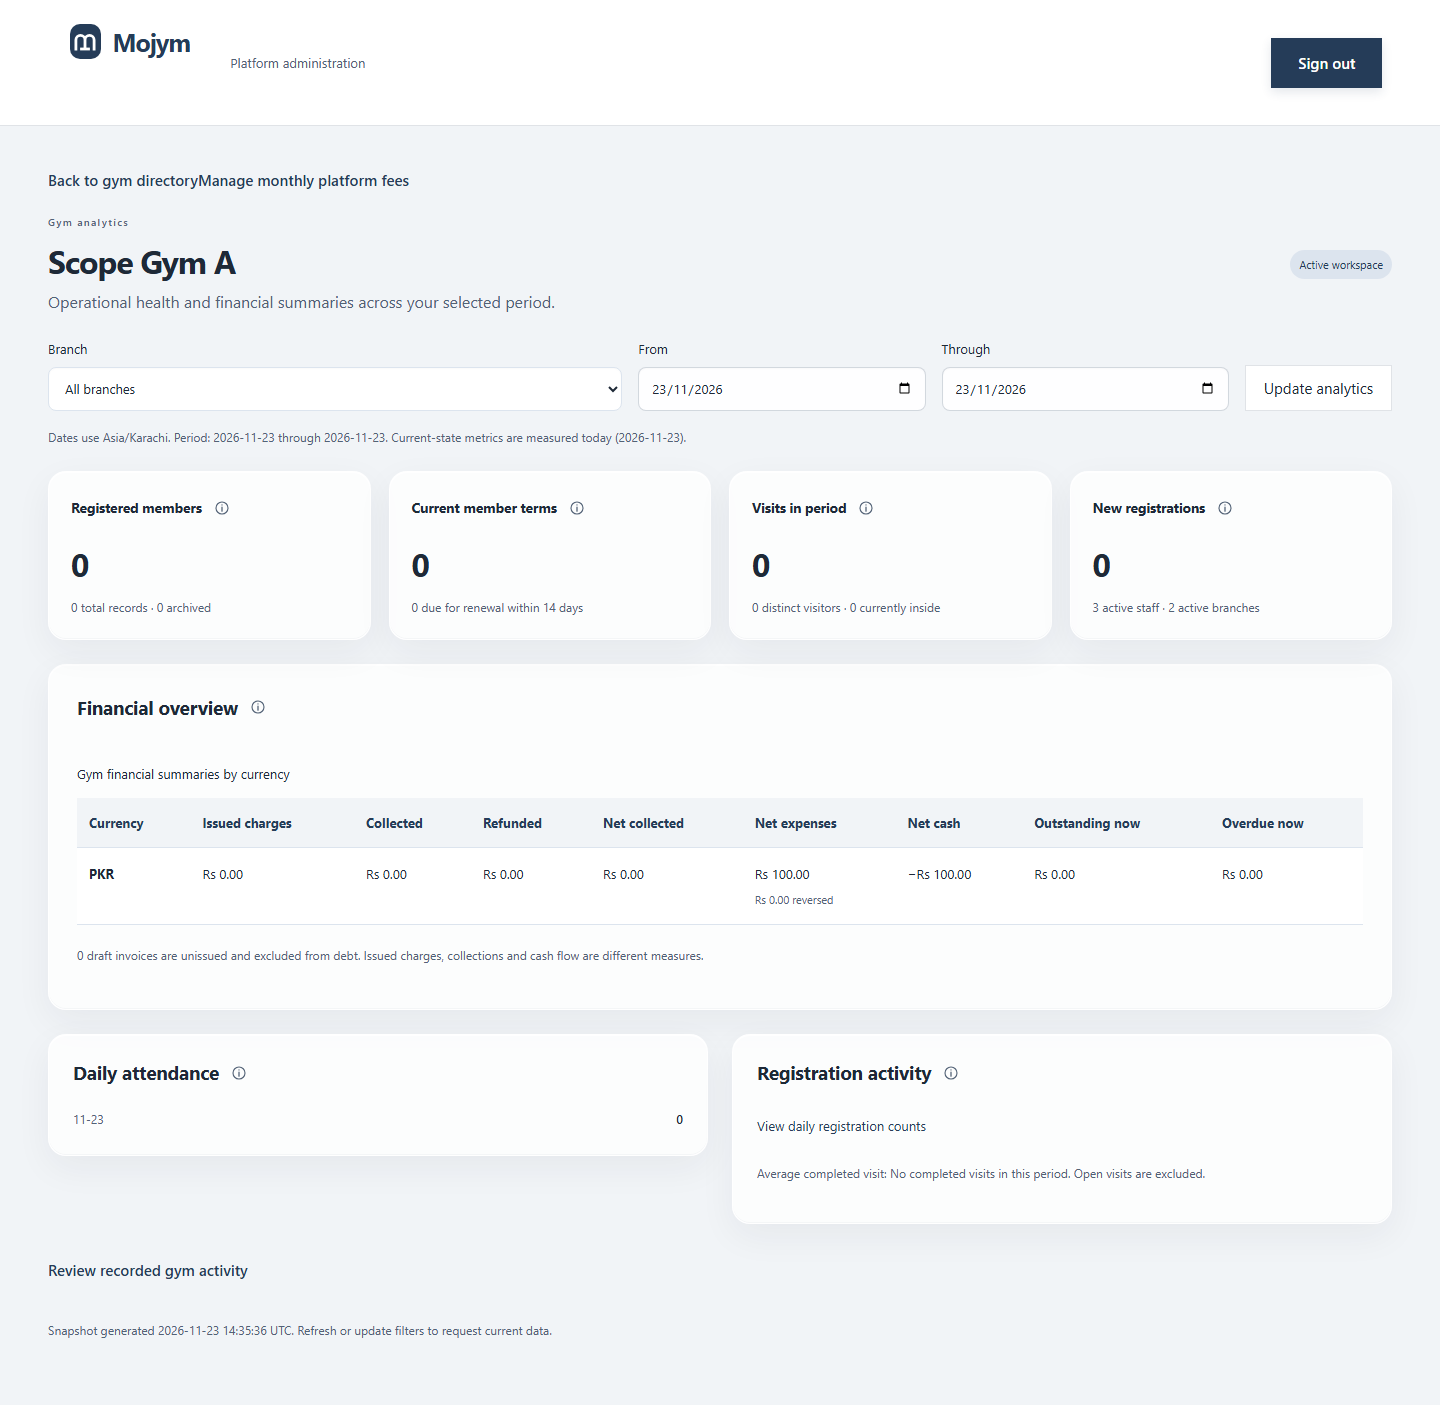 Mojym
Platform administration
Sign out
Back to gym directoryManage monthly platform fees
Gym analytics
Scope Gym A
Active workspace
Operational health and financial summaries across your selected period.
Branch From Through
All branches 23/11/2026 23/11/2026 Update analytics
Dates use Asia/Karachi. Period: 2026-11-23 through 2026-11-23. Current-state metrics are measured today (2026-11-23).
Registered members
0
0 total records · 0 archived
Current member terms
0
0 due for renewal within 14 days
Visits in period
0
0 distinct visitors · 0 currently inside
New registrations
0
3 active staff · 2 active branches
Financial overview
Gym financial summaries by currency
Currency Issued charges Collected Refunded Net collected Net expenses Net cash Outstanding now Overdue now
PKR Rs 0.00 Rs 0.00 Rs 0.00 Rs 0.00 Rs 100.00 −Rs 100.00 Rs 0.00 Rs 0.00
Rs 0.00 reversed
0 draft invoices are unissued and excluded from debt. Issued charges, collections and cash flow are different measures.
Daily attendance
11-23 0
Registration activity
View daily registration counts
Average completed visit: No completed visits in this period. Open visits are excluded.
Review recorded gym activity
Snapshot generated 2026-11-23 14:35:36 UTC. Refresh or update filters to request current data.